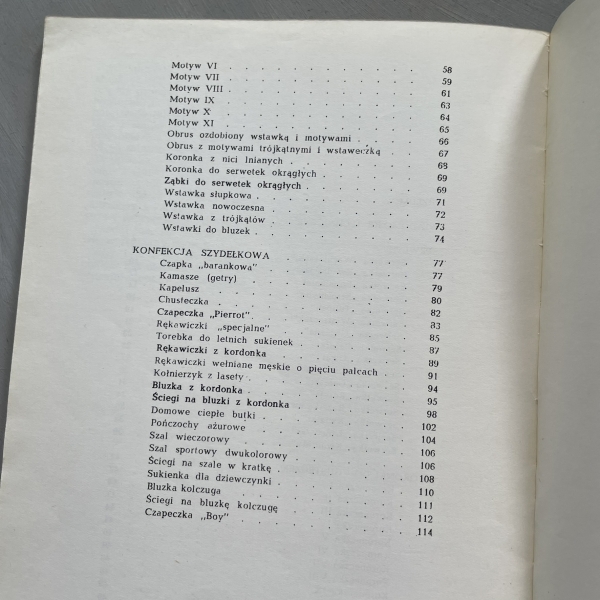 Motyw VI . . . . . . . . . . . 58
Motyw VII . . . . . . . . . . . 59
Motyw VIII . . . . . . . . . . . 61
Motyw IX . . . . . . . . . . . 63
Motyw X . . . . . . . . . . . 64
Motyw XI . . . . . . . . . . . 65
Obrus ozdobiony wstawką i motywami . . . . 66
Obrus z motywami trójkątnymi i wstaweczką . . 67
Koronka z nici lnianych . . . . . . . 68
Koronka do serwetek okrągłych . . . . . 69
Ząbki do serwetek okrągłych . . . . . . 69
Wstawka słupkowa . . . . . . . . . 71
Wstawka nowoczesna . . . . . . . . 72
Wstawka z trójkątów . . . . . . . . 73
Wstawki do bluzek . . . . . . . . . 74
KONFEKCJA SZYDEŁKOWA . . . . . . . 77
Czapka „barankowa” . . . . . . . . 77
Kamasze (getry) . . . . . . . . . 79
Kapelusz . . . . . . . . . . . 80
Chusteczka . . . . . . . . . . 82
Czapeczka „Pierrot” . . . . . . . . 83
Rękawiczki „specjalne” . . . . . . . 85
Torebka do letnich sukienek . . . . . . 87
Rękawiczki z kordonka . . . . . . . 89
Rękawiczki wełniane męskie o pięciu palcach . . 91
Kołnierzyk z lasety . . . . . . . . 94
Bluzka z kordonka . . . . . . . . . 95
Ściegi na bluzki z kordonka . . . . . . 98
Domowe ciepłe butki . . . . . . . . 102
Pończochy ażurowe . . . . . . . . 104
Szal wieczorowy . . . . . . . . . 106
Szal sportowy dwukolorowy . . . . . . 106
Ściegi na szale w kratkę . . . . . . . 108
Sukienka dla dziewczynki . . . . . . . 110
Bluzka kolczuga . . . . . . . . . 111
Ściegi na bluzkę kolczugę . . . . . . . 112
Czapeczka „Boy” . . . . . . . . . 114